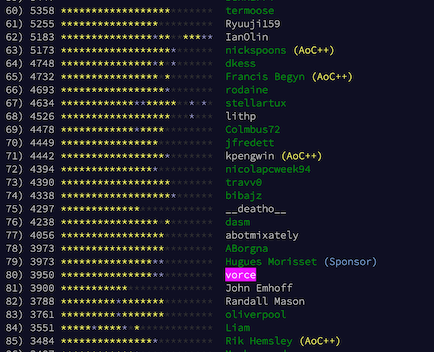 60) 5358 ************************* termoose
61) 5255 ************************* Ryuuji159
62) 5183 ************************* IanOlin
63) 5173 ************************* nickspoons (AoC++)
64) 4748 ************************* dkess
65) 4732 ************************* Francis Begyn (AoC++)
66) 4693 ************************* rodaine
67) 4634 ************************* stellartux
68) 4526 ************************* lithp
69) 4478 ************************* Colmbus72
70) 4449 ************************* jfredett
71) 4442 ************************* kpengwin (AoC++)
72) 4394 ************************* nicolapcweek94
73) 4390 ************************* travv0
74) 4338 ************************* bibajz
75) 4297 ************************* __deatho__
76) 4238 ************************* dasm
77) 4056 ************************* abotmixately
78) 3973 ************************* ABorgna
79) 3973 ************************* Hugues Morisset (Sponsor)
80) 3950 ************************* vorce
81) 3900 ************************* John Emhoff
82) 3788 ************************* Randall Mason
83) 3761 ************************* oliverpool
84) 3551 ************************* Liam
85) 3484 ************************* Rik Hemsley (AoC++)